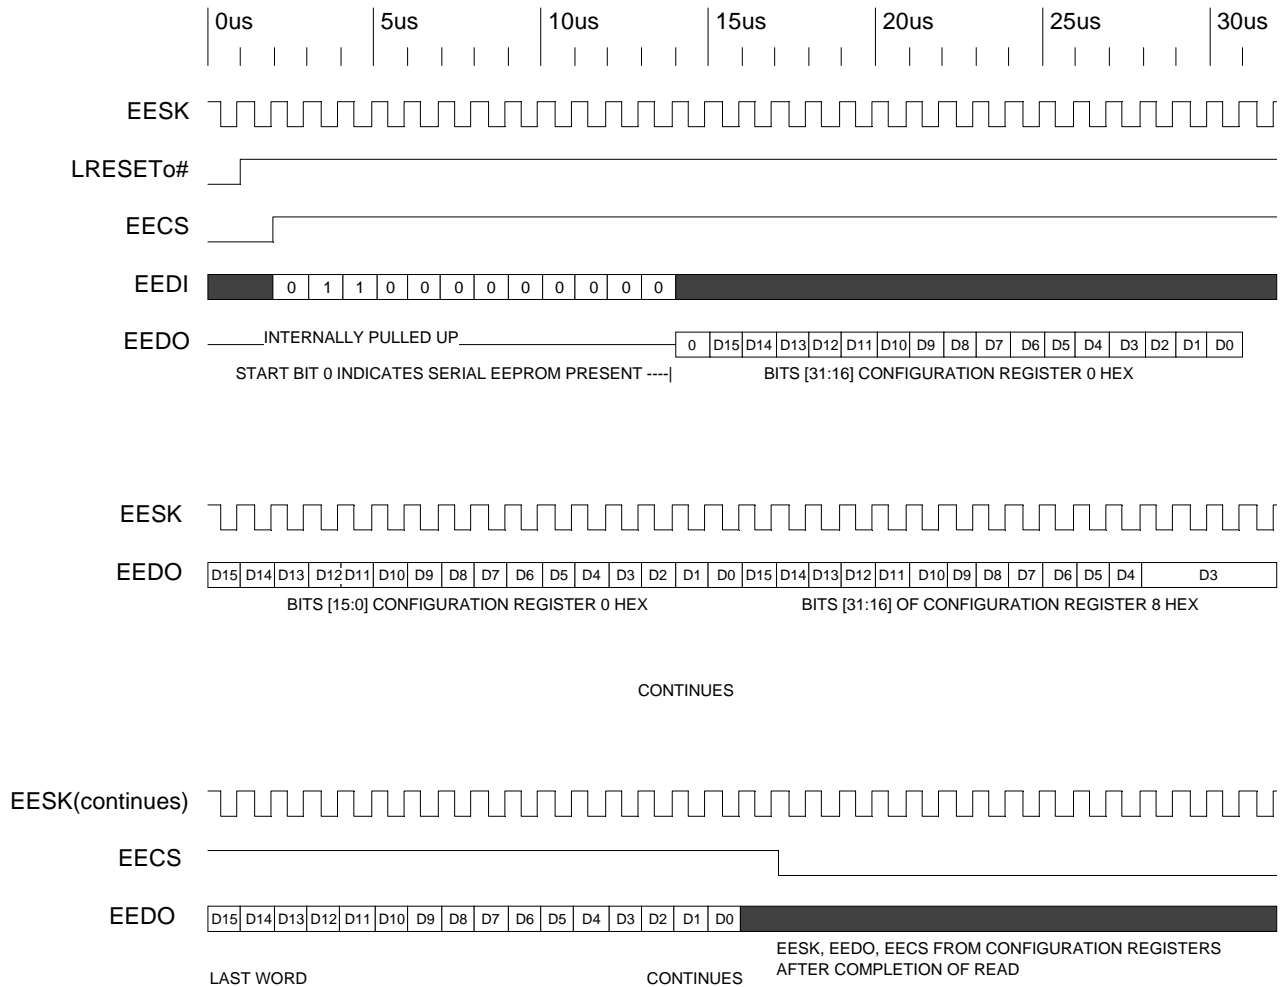 0us 5us 10us 15us 20us 25us 30us
EESK
LRESETo#
EECS
EEDI 0 1 1 0 0 0 0 0 0 0 0 0
EEDO INTERNALLY PULLED UP 0 D15 D14 D13 D12 D11 D10 D9 D8 D7 D6 D5 D4 D3 D2 D1 D0
START BIT 0 INDICATES SERIAL EEPROM PRESENT ----| BITS [31:16] CONFIGURATION REGISTER 0 HEX
EESK
EEDO D15 D14 D13 D12 D11 D10 D9 D8 D7 D6 D5 D4 D3 D2 D1 D0 D15 D14 D13 D12 D11 D10 D9 D8 D7 D6 D5 D4 D3
BITS [15:0] CONFIGURATION REGISTER 0 HEX BITS [31:16] OF CONFIGURATION REGISTER 8 HEX
CONTINUES
EESK(continues)
EECS
EEDO D15 D14 D13 D12 D11 D10 D9 D8 D7 D6 D5 D4 D3 D2 D1 D0
EESK, EEDO, EECS FROM CONFIGURATION REGISTERS
AFTER COMPLETION OF READ
LAST WORD CONTINUES